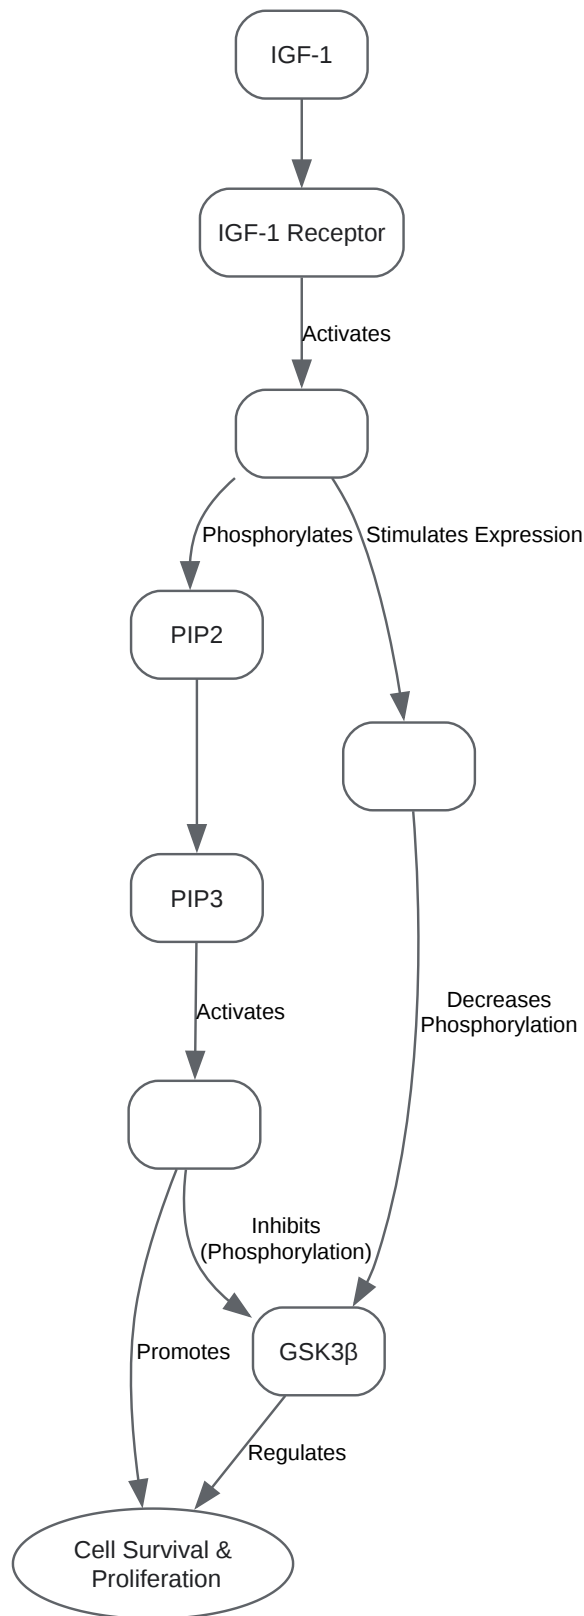 IGF-1
IGF-1 Receptor
Activates
Phosphorylates
Stimulates Expression
PIP2
PIP3
Activates
Decreases
Phosphorylation
Inhibits
(Phosphorylation)
Promotes
GSK3β
Regulates
Cell Survival &
Proliferation